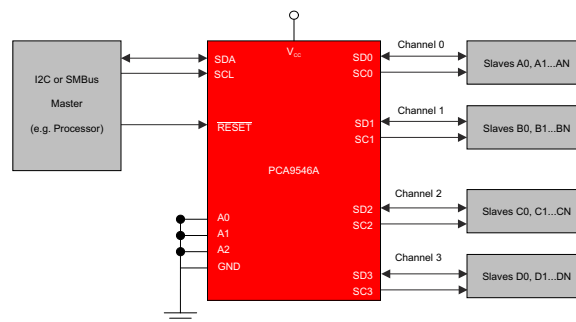 I2C or SMBus
Master
(e.g. Processor)
VCC
SDA
SCL
RESET
PCA9546A
A0
A1
A2
GND
SD0
SC0
SD1
SC1
SD2
SC2
SD3
SC3
Channel 0
Channel 1
Channel 2
Channel 3
Slaves A0, A1...AN
Slaves B0, B1...BN
Slaves C0, C1...CN
Slaves D0, D1...DN